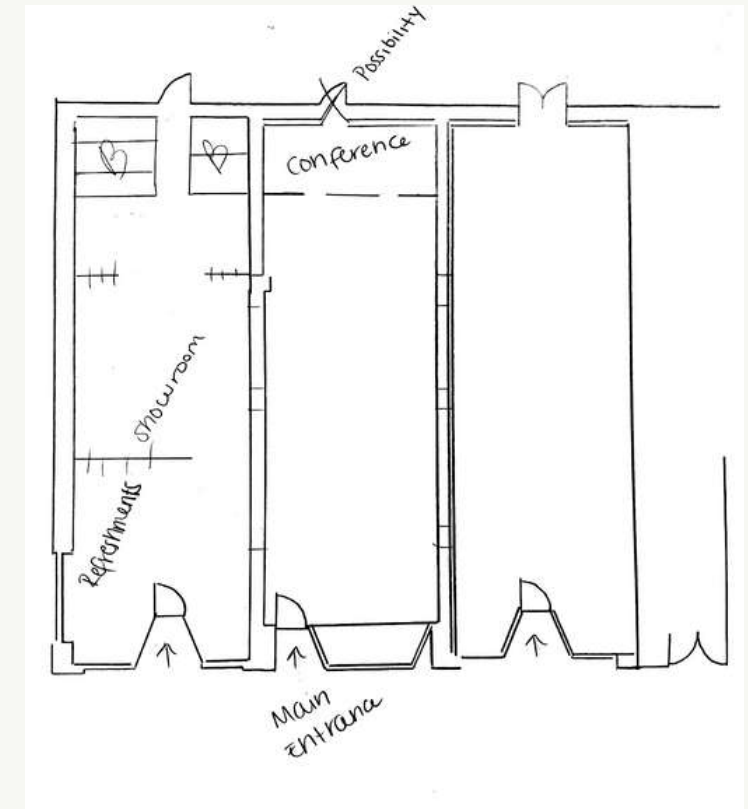 Possibility
B
B
Conference
Showroom
Refreshments
Main
Entrance